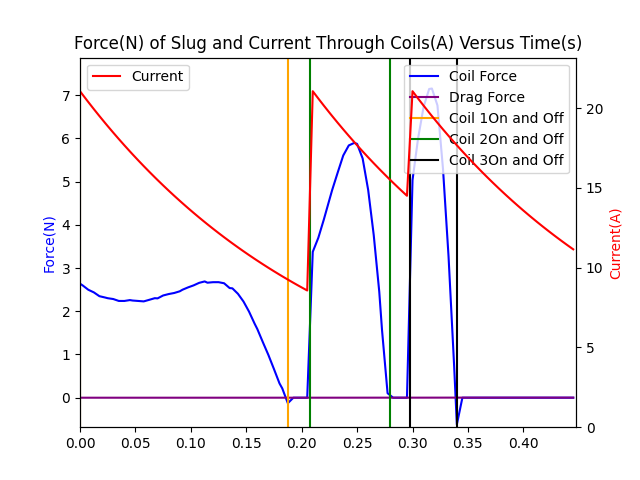 Force(N) of Slug and Current Through Coils(A) Versus Time(s)
Current
Coil Force
Drag Force
Coil 1On and Off
Coil 2On and Off
Coil 3On and Off
Force(N)
7
6
5
4
3
2
1
0
Current(A)
20
15
10
5
0
0.00 0.05 0.10 0.15 0.20 0.25 0.30 0.35 0.40